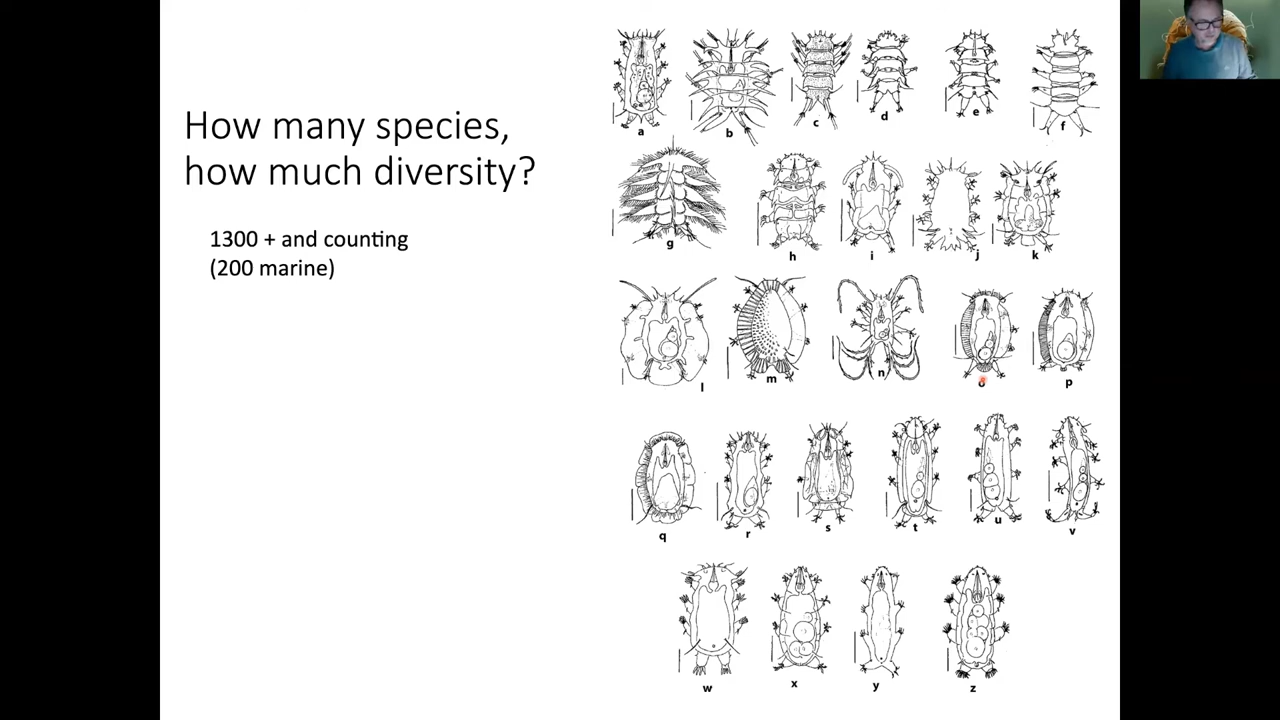 How many species,
how much diversity?
1300 + and counting
(200 marine)
a b c d e f
g h i j k
l m n o p
q r s t u v
w x y z